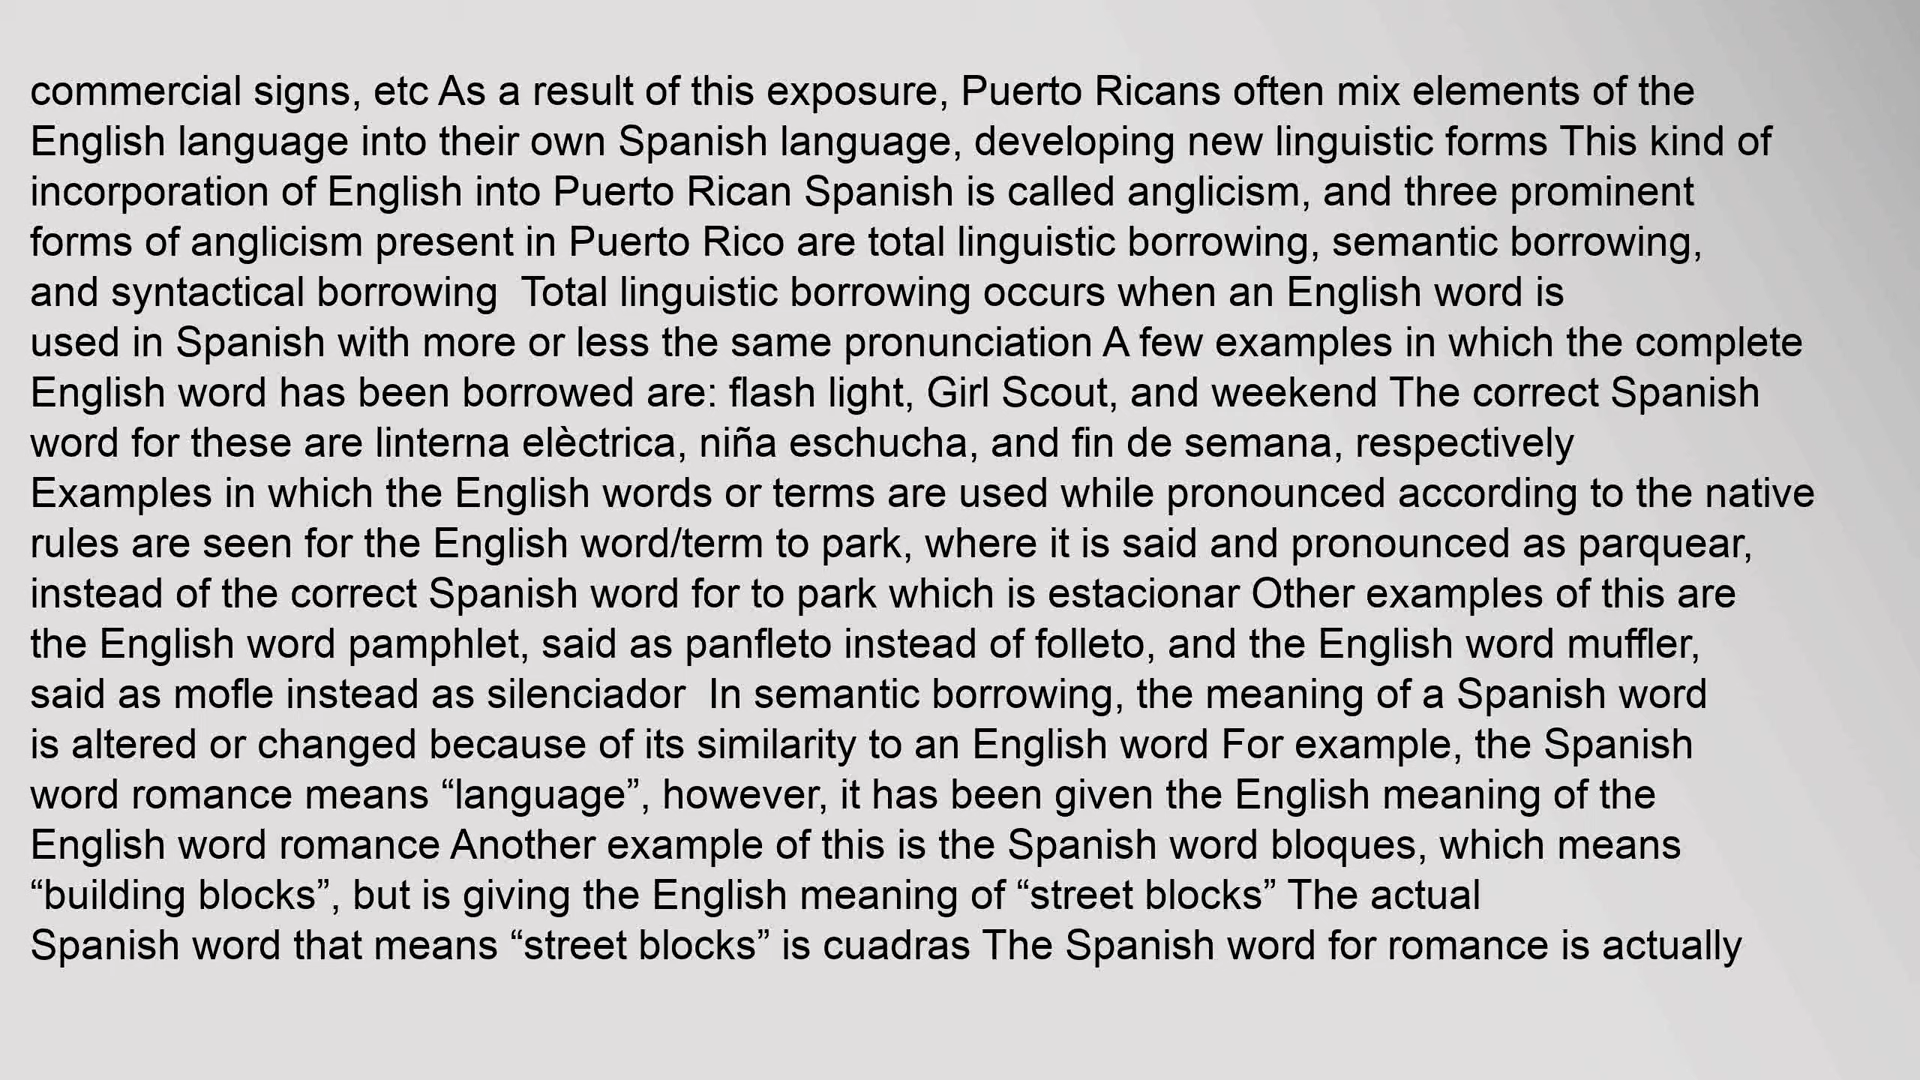 commercial signs, etc As a result of this exposure, Puerto Ricans often mix elements of the
English language into their own Spanish language, developing new linguistic forms This kind of
incorporation of English into Puerto Rican Spanish is called anglicism, and three prominent
forms of anglicism present in Puerto Rico are total linguistic borrowing, semantic borrowing,
and syntactical borrowing  Total linguistic borrowing occurs when an English word is
used in Spanish with more or less the same pronunciation A few examples in which the complete
English word has been borrowed are: flash light, Girl Scout, and weekend The correct Spanish
word for these are linterna elèctrica, niña eschucha, and fin de semana, respectively
Examples in which the English words or terms are used while pronounced according to the native
rules are seen for the English word/term to park, where it is said and pronounced as parquear,
instead of the correct Spanish word for to park which is estacionar Other examples of this are
the English word pamphlet, said as panfleto instead of folleto, and the English word muffler,
said as mofle instead as silenciador  In semantic borrowing, the meaning of a Spanish word
is altered or changed because of its similarity to an English word For example, the Spanish
word romance means “language”, however, it has been given the English meaning of the
English word romance Another example of this is the Spanish word bloques, which means
“building blocks”, but is giving the English meaning of “street blocks” The actual
Spanish word that means “street blocks” is cuadras The Spanish word for romance is actually